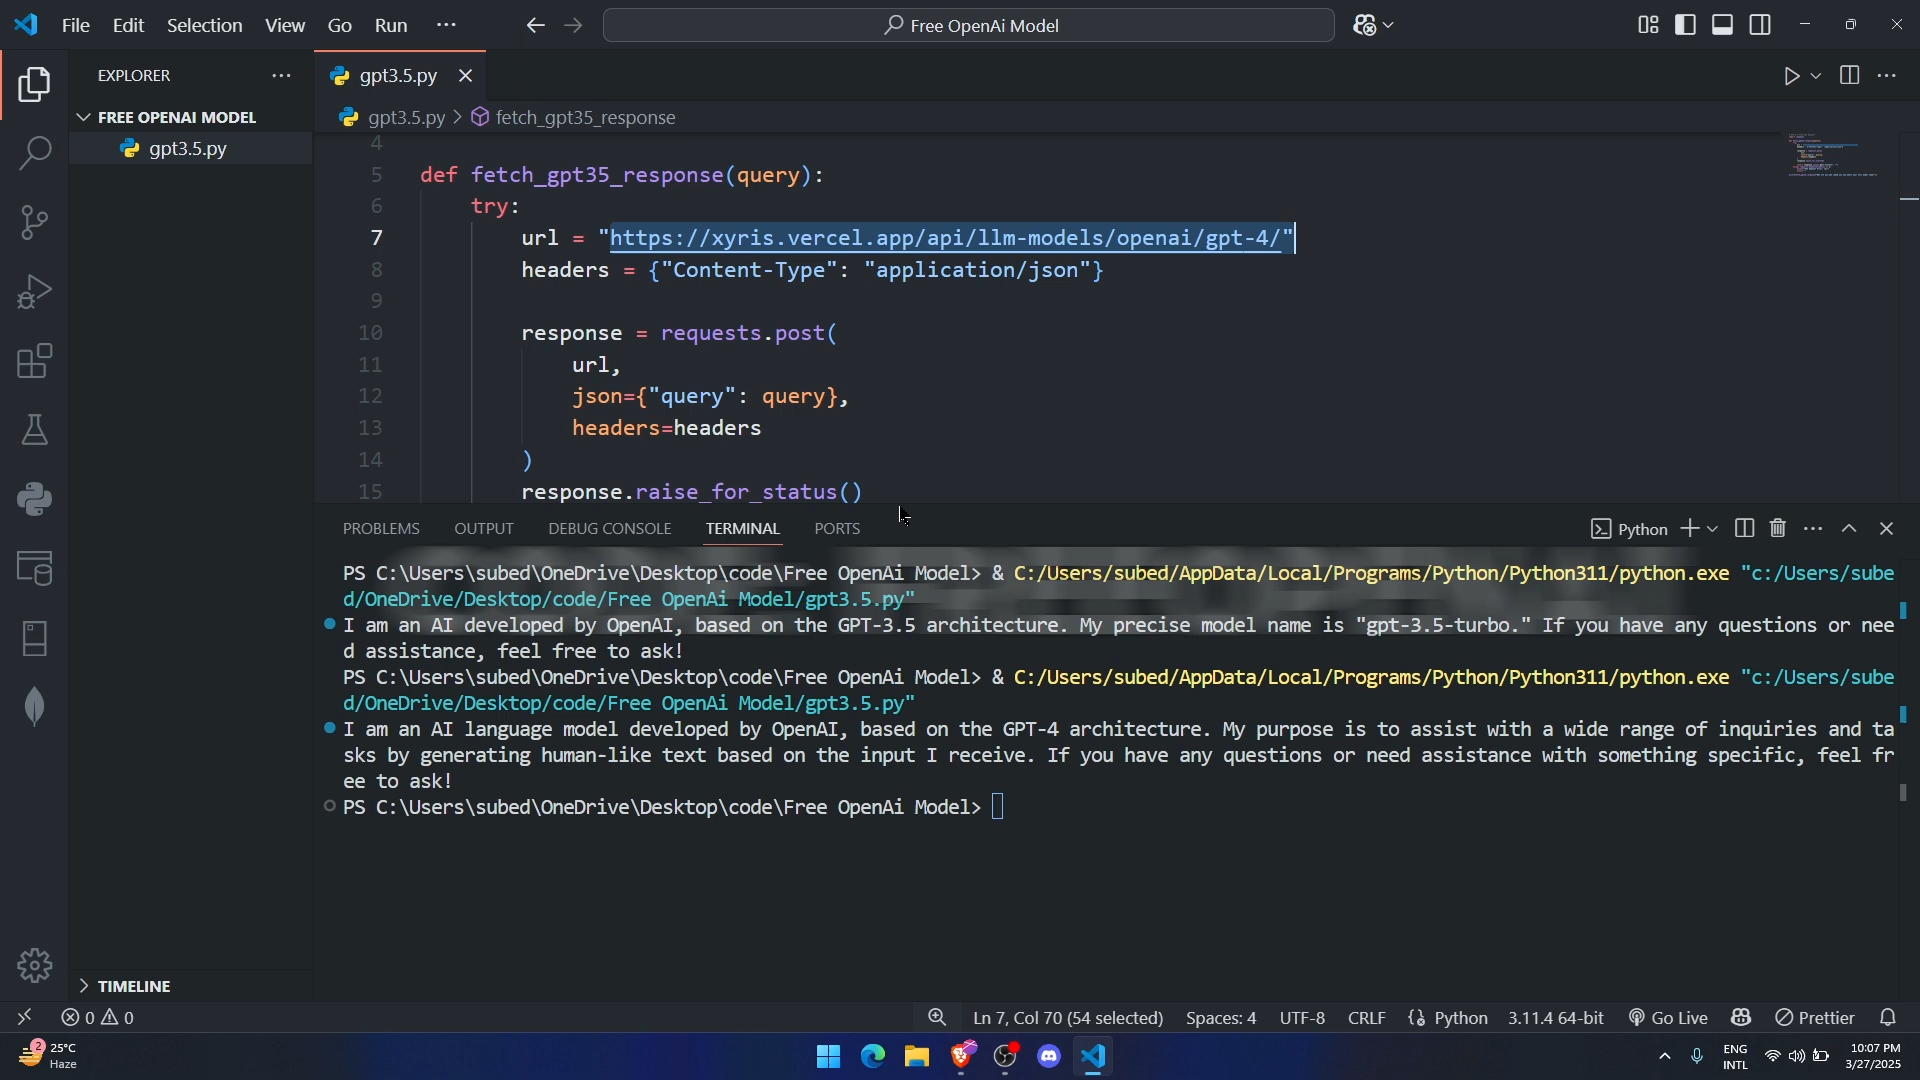 File Edit Selection View Go Run ···
Free OpenAi Model
EXPLORER
FREE OPENAI MODEL
gpt3.5.py
TIMELINE
gpt3.5.py
gpt3.5.py > fetch_gpt35_response
4
5 def fetch_gpt35_response(query):
6 try:
7 url = "https://xyris.vercel.app/api/llm-models/openai/gpt-4/"
8 headers = {"Content-Type": "application/json"}
9
10 response = requests.post(
11 url,
12 json={"query": query},
13 headers=headers
14 )
15 response.raise_for_status()
PROBLEMS OUTPUT DEBUG CONSOLE TERMINAL PORTS
Python
PS C:\Users\subed\OneDrive\Desktop\code\Free OpenAi Model> & C:/Users/subed/AppData/Local/Programs/Python/Python311/python.exe "c:/Users/sube
d/OneDrive/Desktop/code/Free OpenAi Model/gpt3.5.py"
I am an AI developed by OpenAI, based on the GPT-3.5 architecture. My precise model name is "gpt-3.5-turbo." If you have any questions or nee
d assistance, feel free to ask!
PS C:\Users\subed\OneDrive\Desktop\code\Free OpenAi Model> & C:/Users/subed/AppData/Local/Programs/Python/Python311/python.exe "c:/Users/sube
d/OneDrive/Desktop/code/Free OpenAi Model/gpt3.5.py"
I am an AI language model developed by OpenAI, based on the GPT-4 architecture. My purpose is to assist with a wide range of inquiries and ta
sks by generating human-like text based on the input I receive. If you have any questions or need assistance with something specific, feel fr
ee to ask!
PS C:\Users\subed\OneDrive\Desktop\code\Free OpenAi Model>
0 0 Ln 7, Col 70 (54 selected) Spaces: 4 UTF-8 CRLF {} Python 3.11.4 64-bit Go Live Prettier
2 25°C
Haze
ENG
INTL
10:07 PM
3/27/2025